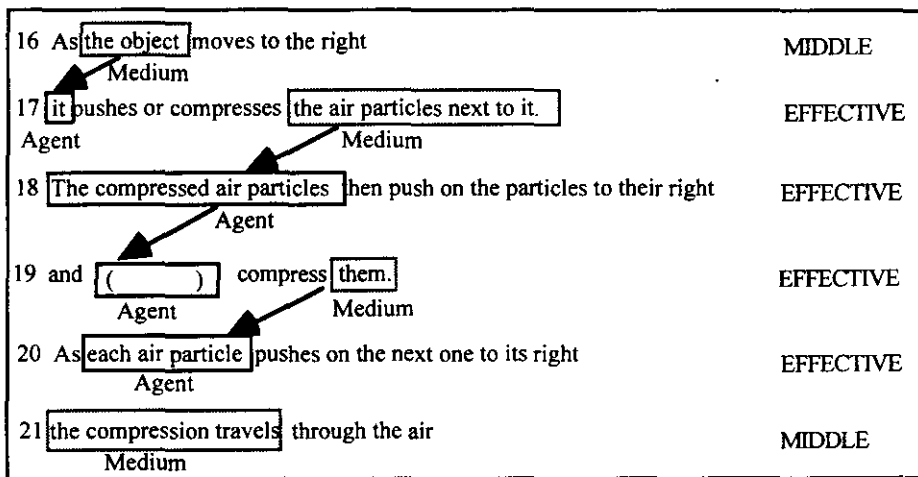 16 As the object moves to the right MIDDLE
Medium
17 it pushes or compresses the air particles next to it. EFFECTIVE
Agent Medium
18 The compressed air particles then push on the particles to their right EFFECTIVE
Agent
19 and ( ) compress them. EFFECTIVE
Agent Medium
20 As each air particle pushes on the next one to its right EFFECTIVE
Agent
21 the compression travels through the air MIDDLE
Medium